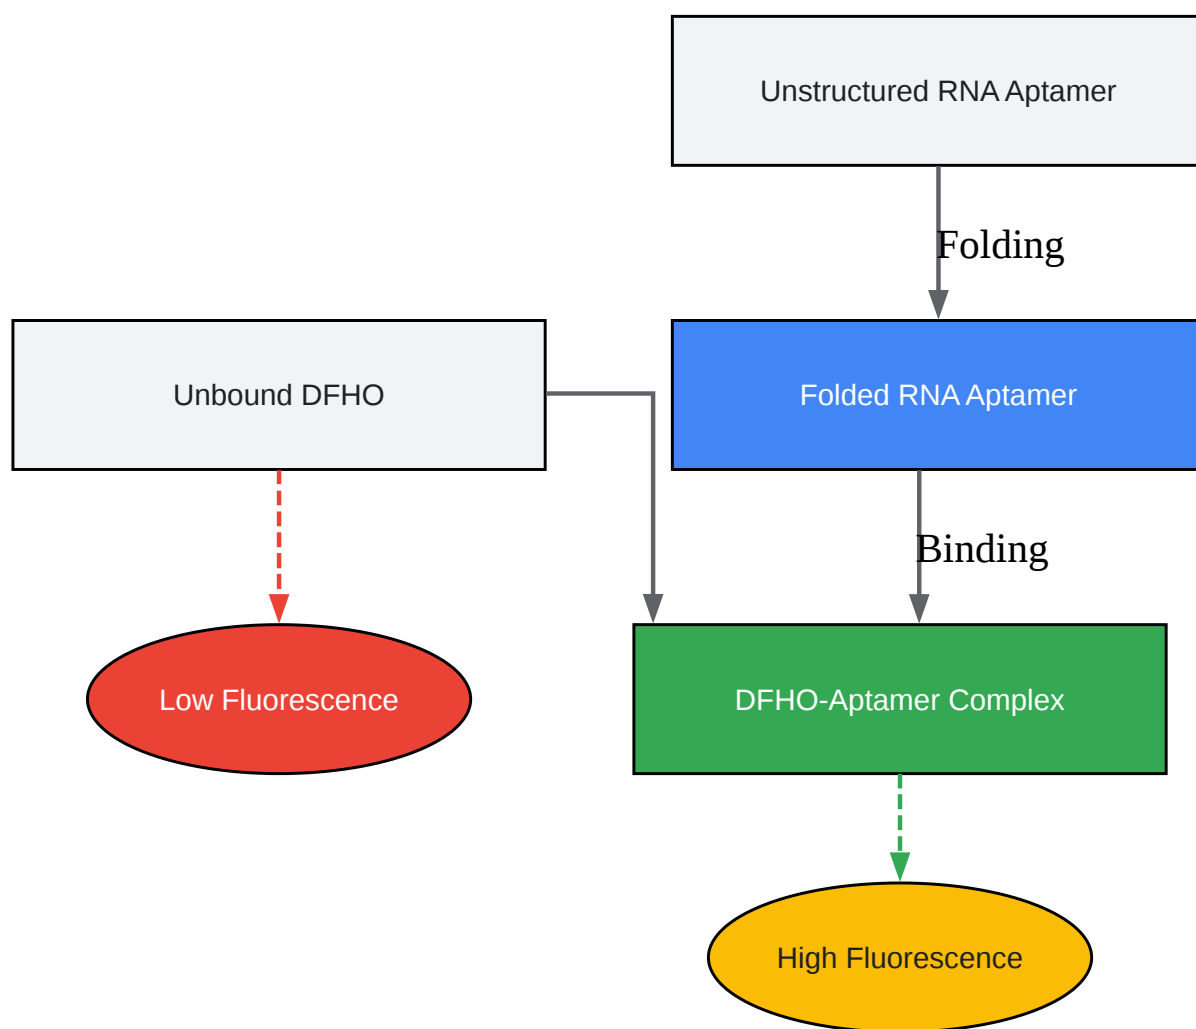 Unstructured RNA Aptamer
Folding
Unbound DFHO
Folded RNA Aptamer
Binding
Low Fluorescence
DFHO-Aptamer Complex
High Fluorescence